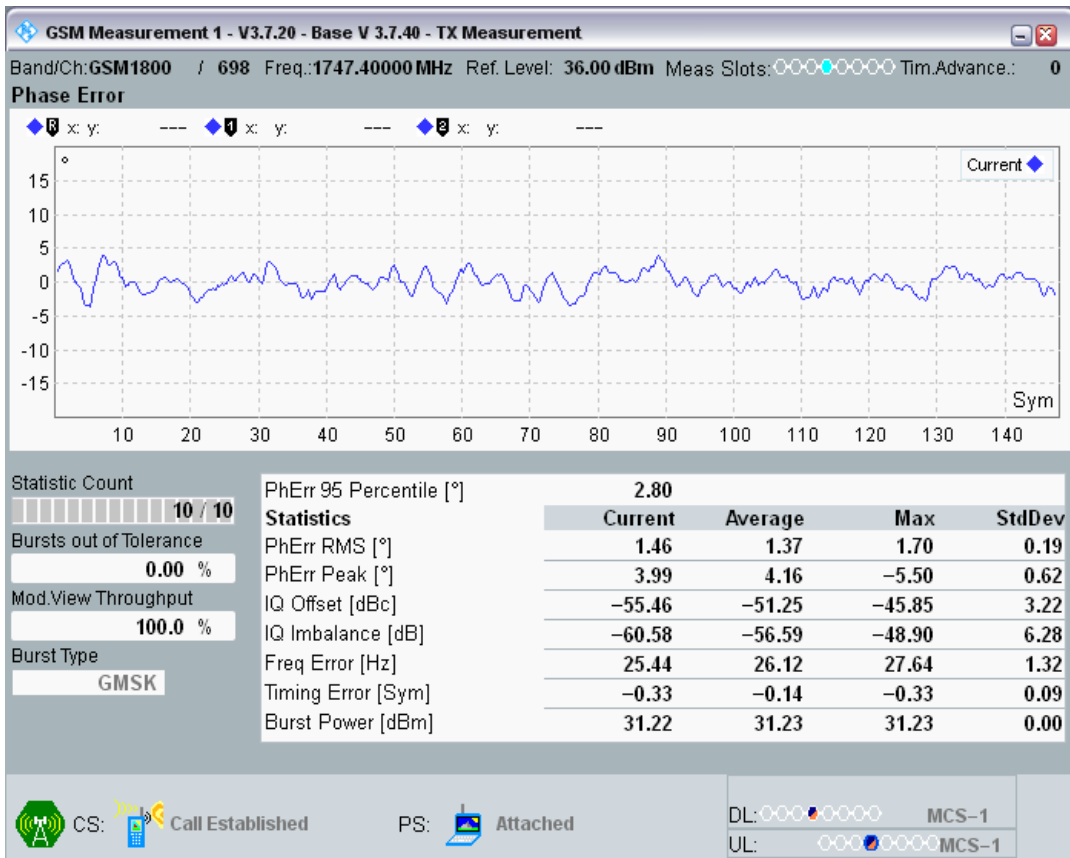 GSM Measurement 1 - V3.7.20 - Base V 3.7.40 - TX Measurement
Band/Ch:GSM1800 / 698 Freq.:1747.40000 MHz Ref. Level: 36.00 dBm Meas Slots: Tim.Advance.: 0
Phase Error
R x: y: --- 1 x: y: --- 2 x: y: ---
° Current
15
10
5
0
-5
-10
-15
Sym
10 20 30 40 50 60 70 80 90 100 110 120 130 140
Statistic Count
10 / 10
Bursts out of Tolerance
0.00 %
Mod.View Throughput
100.0 %
Burst Type
GMSK
PhErr 95 Percentile [°] 2.80
Statistics Current Average Max StdDev
PhErr RMS [°] 1.46 1.37 1.70 0.19
PhErr Peak [°] 3.99 4.16 −5.50 0.62
IQ Offset [dBc] −55.46 −51.25 −45.85 3.22
IQ Imbalance [dB] −60.58 −56.59 −48.90 6.28
Freq Error [Hz] 25.44 26.12 27.64 1.32
Timing Error [Sym] −0.33 −0.14 −0.33 0.09
Burst Power [dBm] 31.22 31.23 31.23 0.00
CS: Call Established PS: Attached
DL: MCS−1
UL: MCS−1